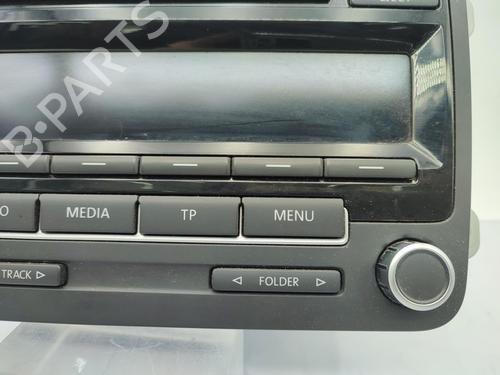 B-PARTS
MEDIA
TP
MENU
TRACK
FOLDER